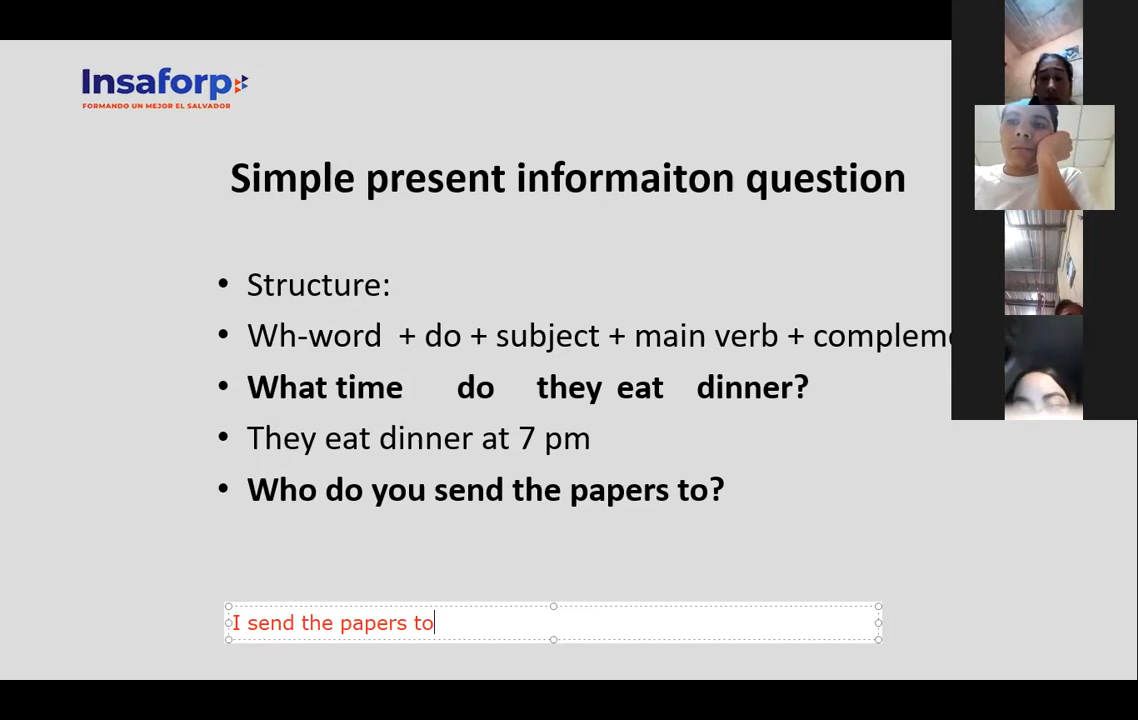 Insaforp
FORMANDO UN MEJOR EL SALVADOR
Simple present informaiton question
• Structure:
• Wh-word + do + subject + main verb + compleme
• What time do they eat dinner?
• They eat dinner at 7 pm
• Who do you send the papers to?
I send the papers to